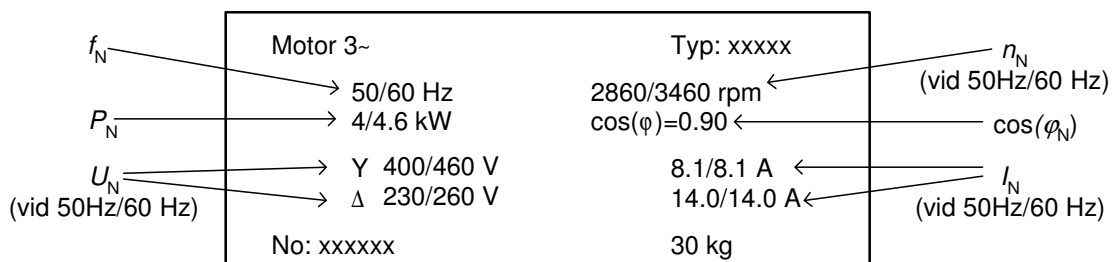 f_N Motor 3~ Typ: xxxxx n_N
(vid 50Hz/60 Hz)
50/60 Hz 2860/3460 rpm
P_N 4/4.6 kW cos(φ)=0.90 cos(φ_N)
U_N Y 400/460 V 8.1/8.1 A I_N
(vid 50Hz/60 Hz) Δ 230/260 V 14.0/14.0 A (vid 50Hz/60 Hz)
No: xxxxxx 30 kg